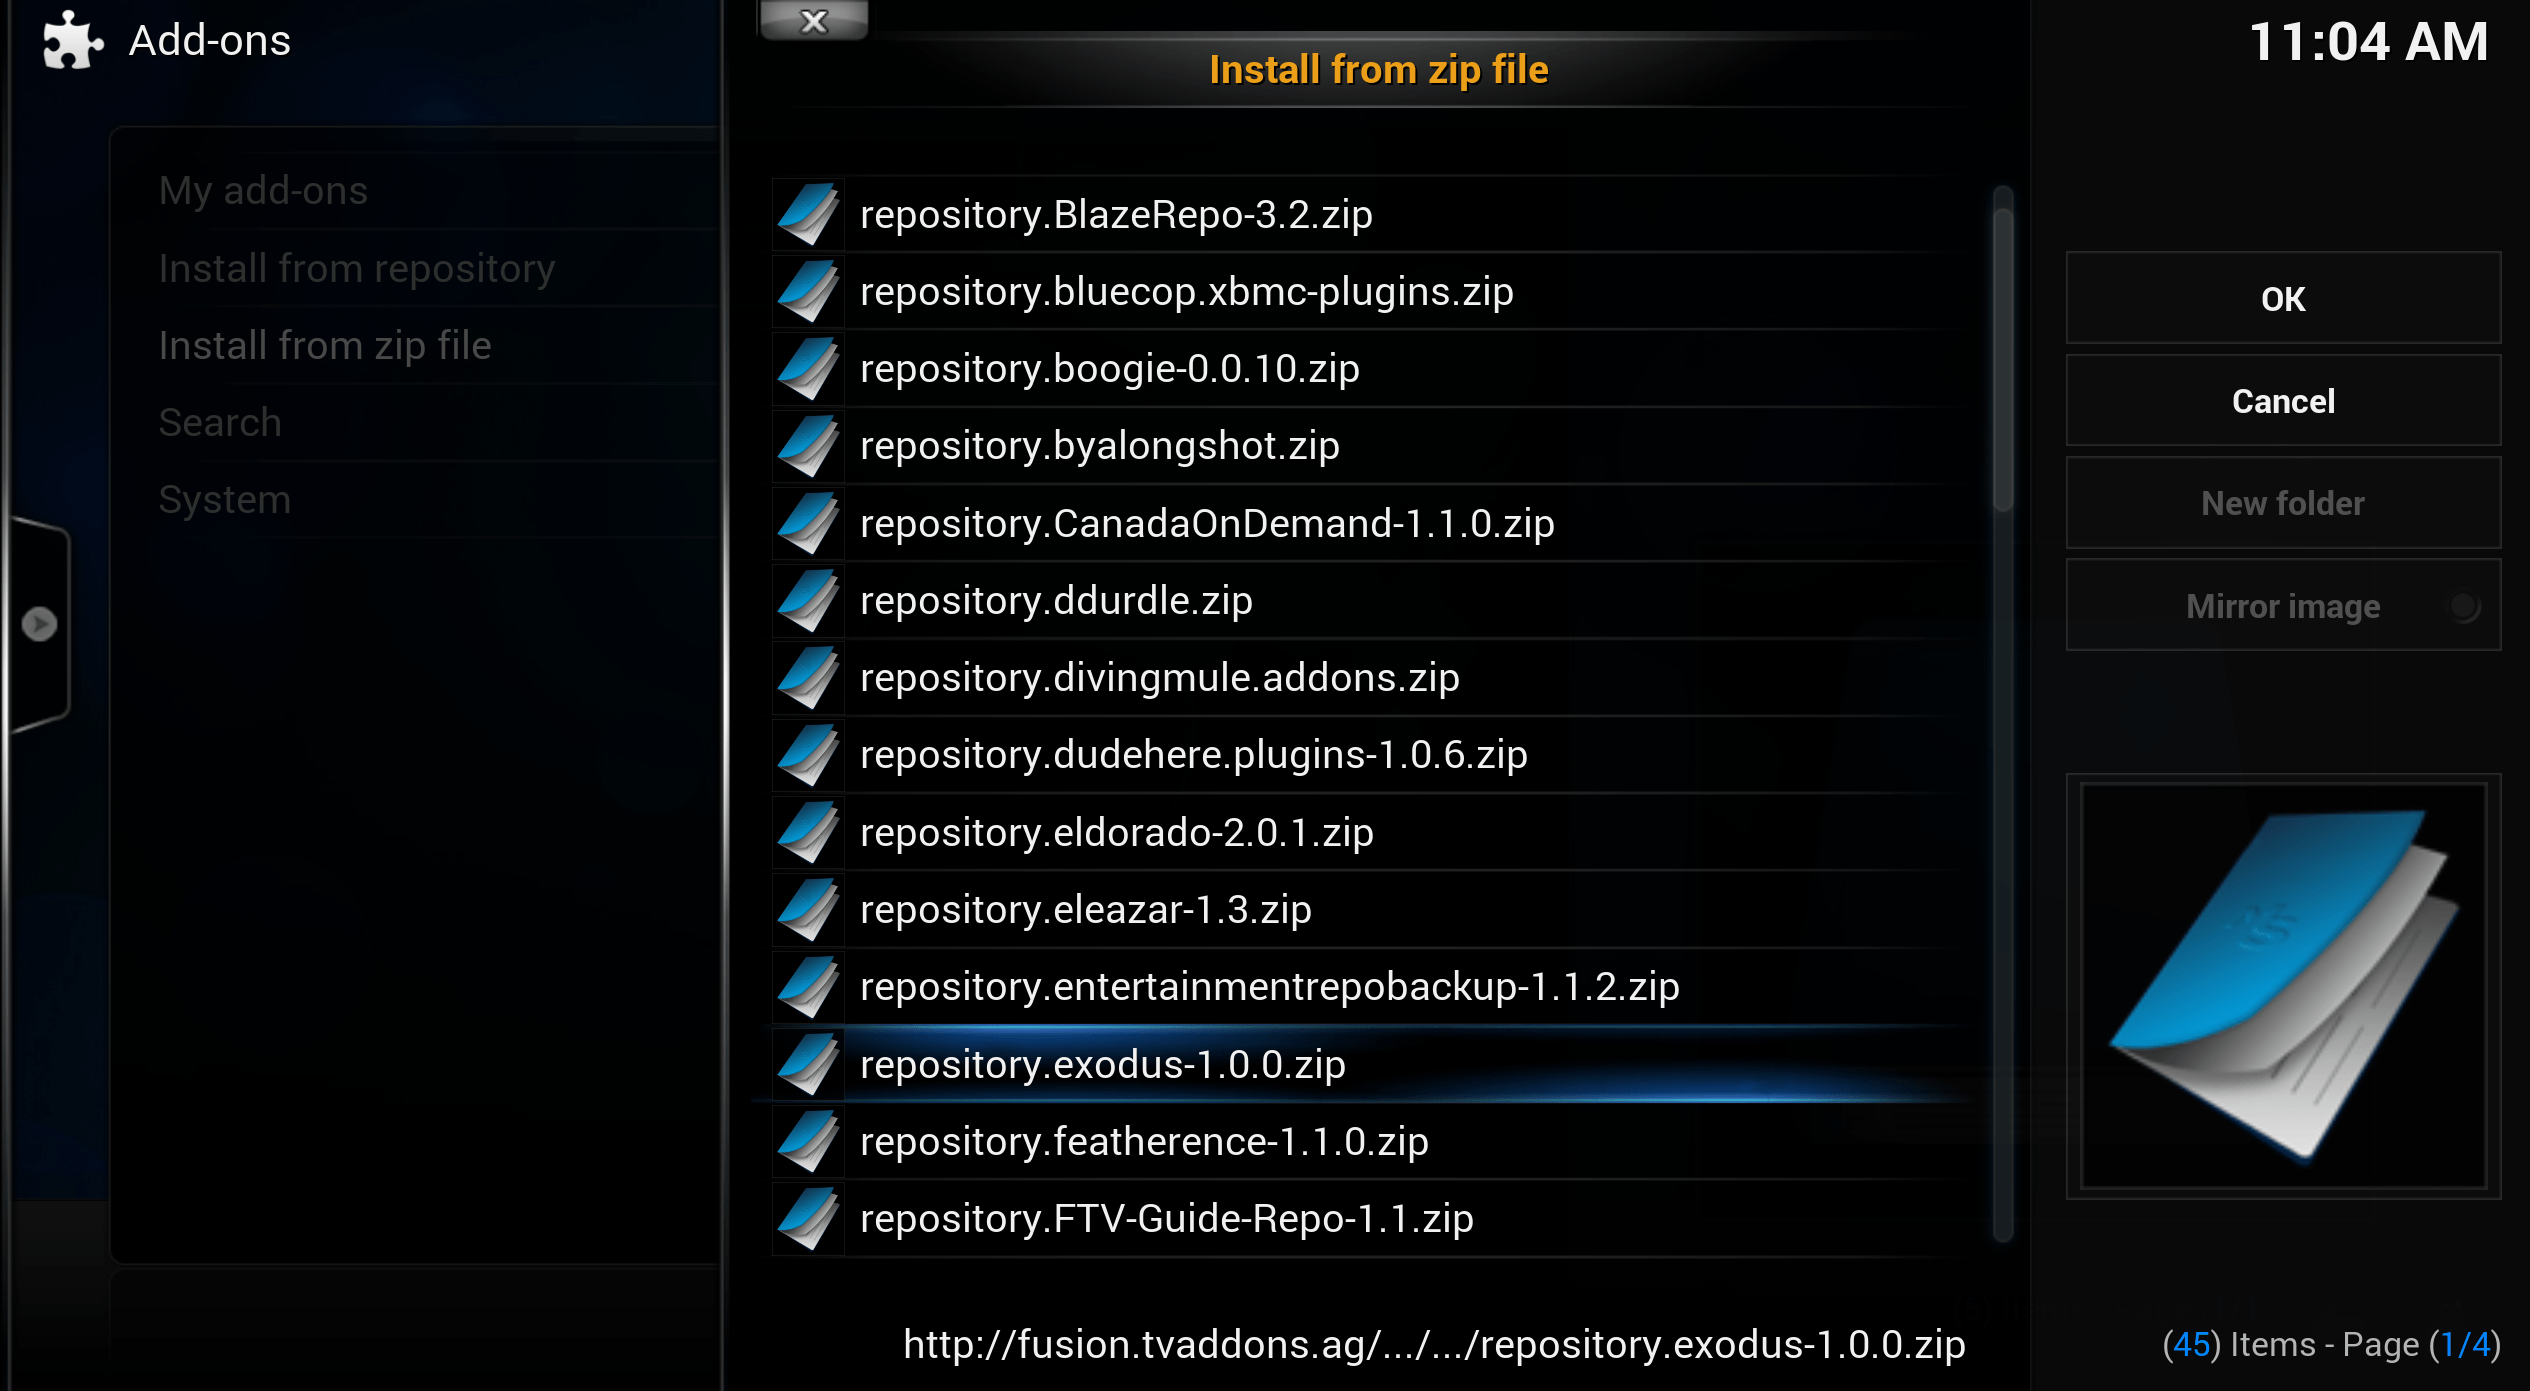 Add-ons
My add-ons
Install from repository
Install from zip file
Search
System
X
Install from zip file
repository.BlazeRepo-3.2.zip
repository.bluecop.xbmc-plugins.zip
repository.boogie-0.0.10.zip
repository.byalongshot.zip
repository.CanadaOnDemand-1.1.0.zip
repository.ddurdle.zip
repository.divingmule.addons.zip
repository.dudehere.plugins-1.0.6.zip
repository.eldorado-2.0.1.zip
repository.eleazar-1.3.zip
repository.entertainmentrepobackup-1.1.2.zip
repository.exodus-1.0.0.zip
repository.featherence-1.1.0.zip
repository.FTV-Guide-Repo-1.1.zip
http://fusion.tvaddons.ag/.../.../repository.exodus-1.0.0.zip
11:04 AM
OK
Cancel
New folder
Mirror image
(45) Items - Page (1/4)